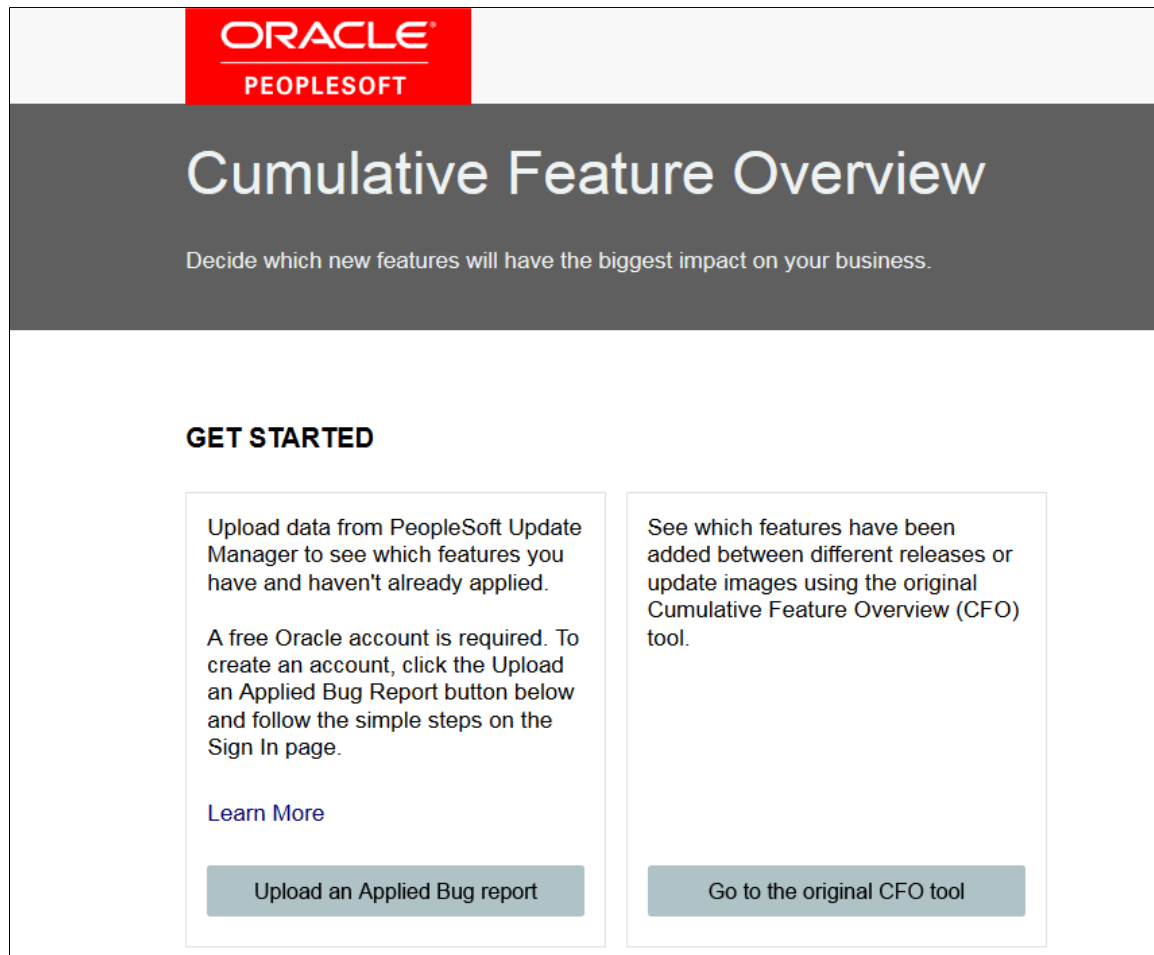 ORACLE
PEOPLESOFT
Cumulative Feature Overview
Decide which new features will have the biggest impact on your business.
GET STARTED
Upload data from PeopleSoft Update
Manager to see which features you
have and haven't already applied.
A free Oracle account is required. To
create an account, click the Upload
an Applied Bug Report button below
and follow the simple steps on the
Sign In page.
Learn More
Upload an Applied Bug report
See which features have been
added between different releases or
update images using the original
Cumulative Feature Overview (CFO)
tool.
Go to the original CFO tool